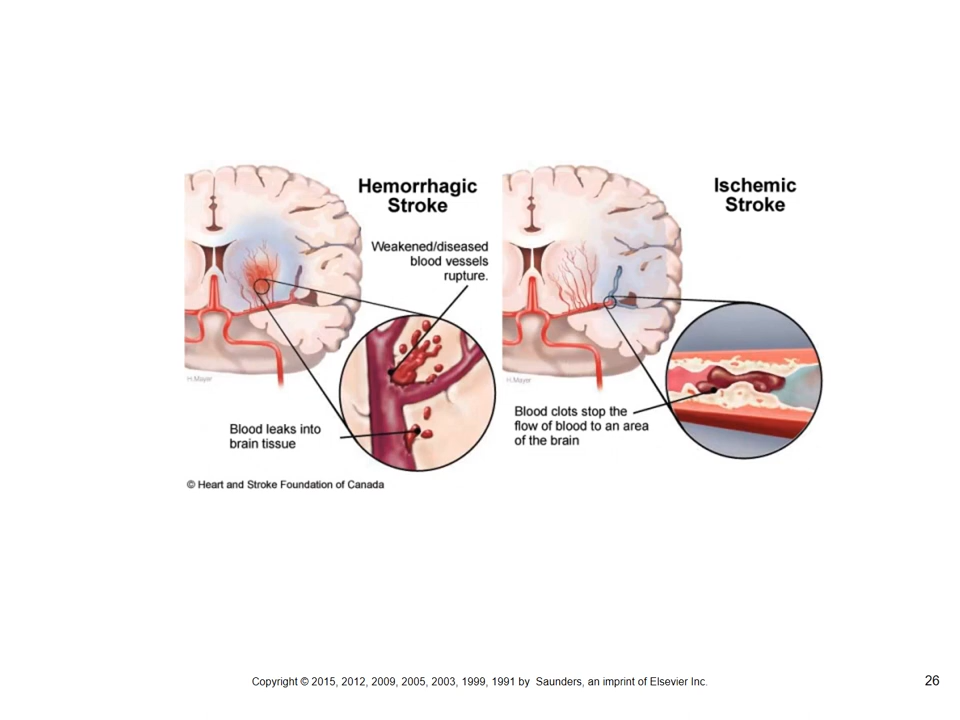 Hemorrhagic
Stroke
Weakened/diseased
blood vessels
rupture.
H.Mayer
Blood leaks into
brain tissue
© Heart and Stroke Foundation of Canada
Ischemic
Stroke
H.Mayer
Blood clots stop the
flow of blood to an area
of the brain
Copyright © 2015, 2012, 2009, 2005, 2003, 1999, 1991 by Saunders, an imprint of Elsevier Inc.
26